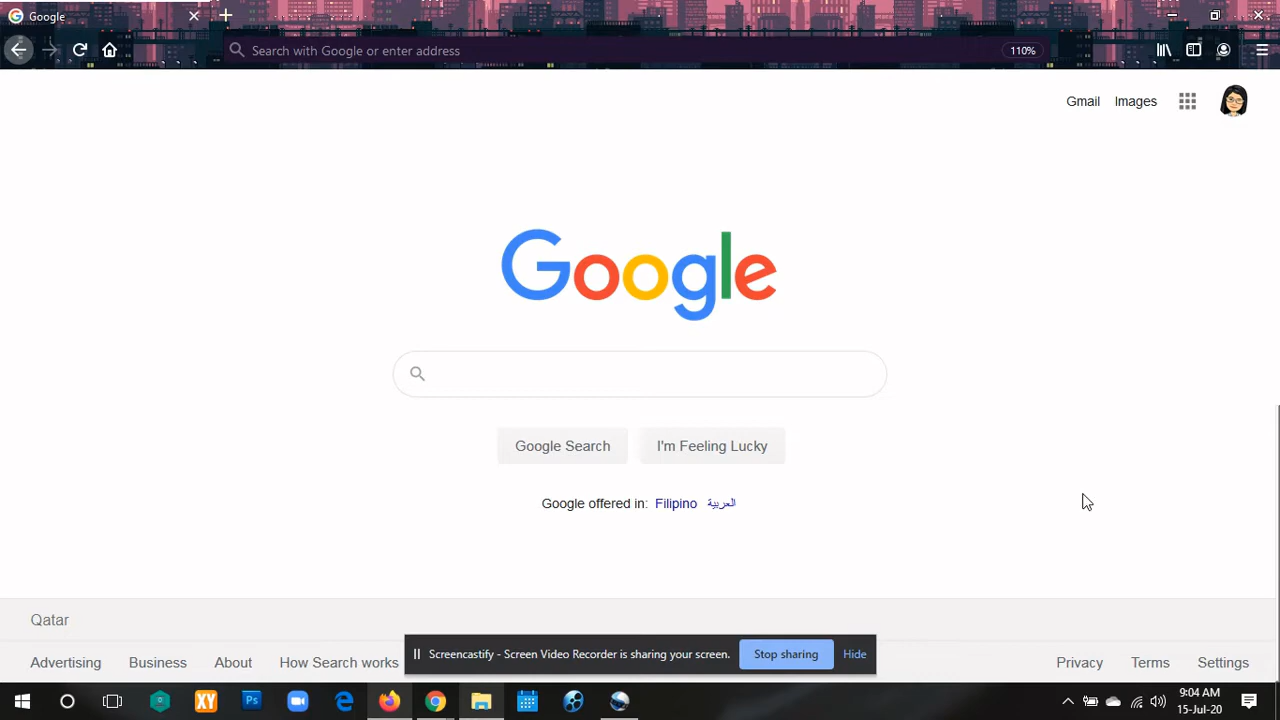 Google
Search with Google or enter address
110%
Gmail Images
Google
Google Search I'm Feeling Lucky
Google offered in: Filipino العربية
Qatar
Screencastify - Screen Video Recorder is sharing your screen. Stop sharing Hide
Advertising Business About How Search works Privacy Terms Settings
XY Ps
9:04 AM
15-Jul-20